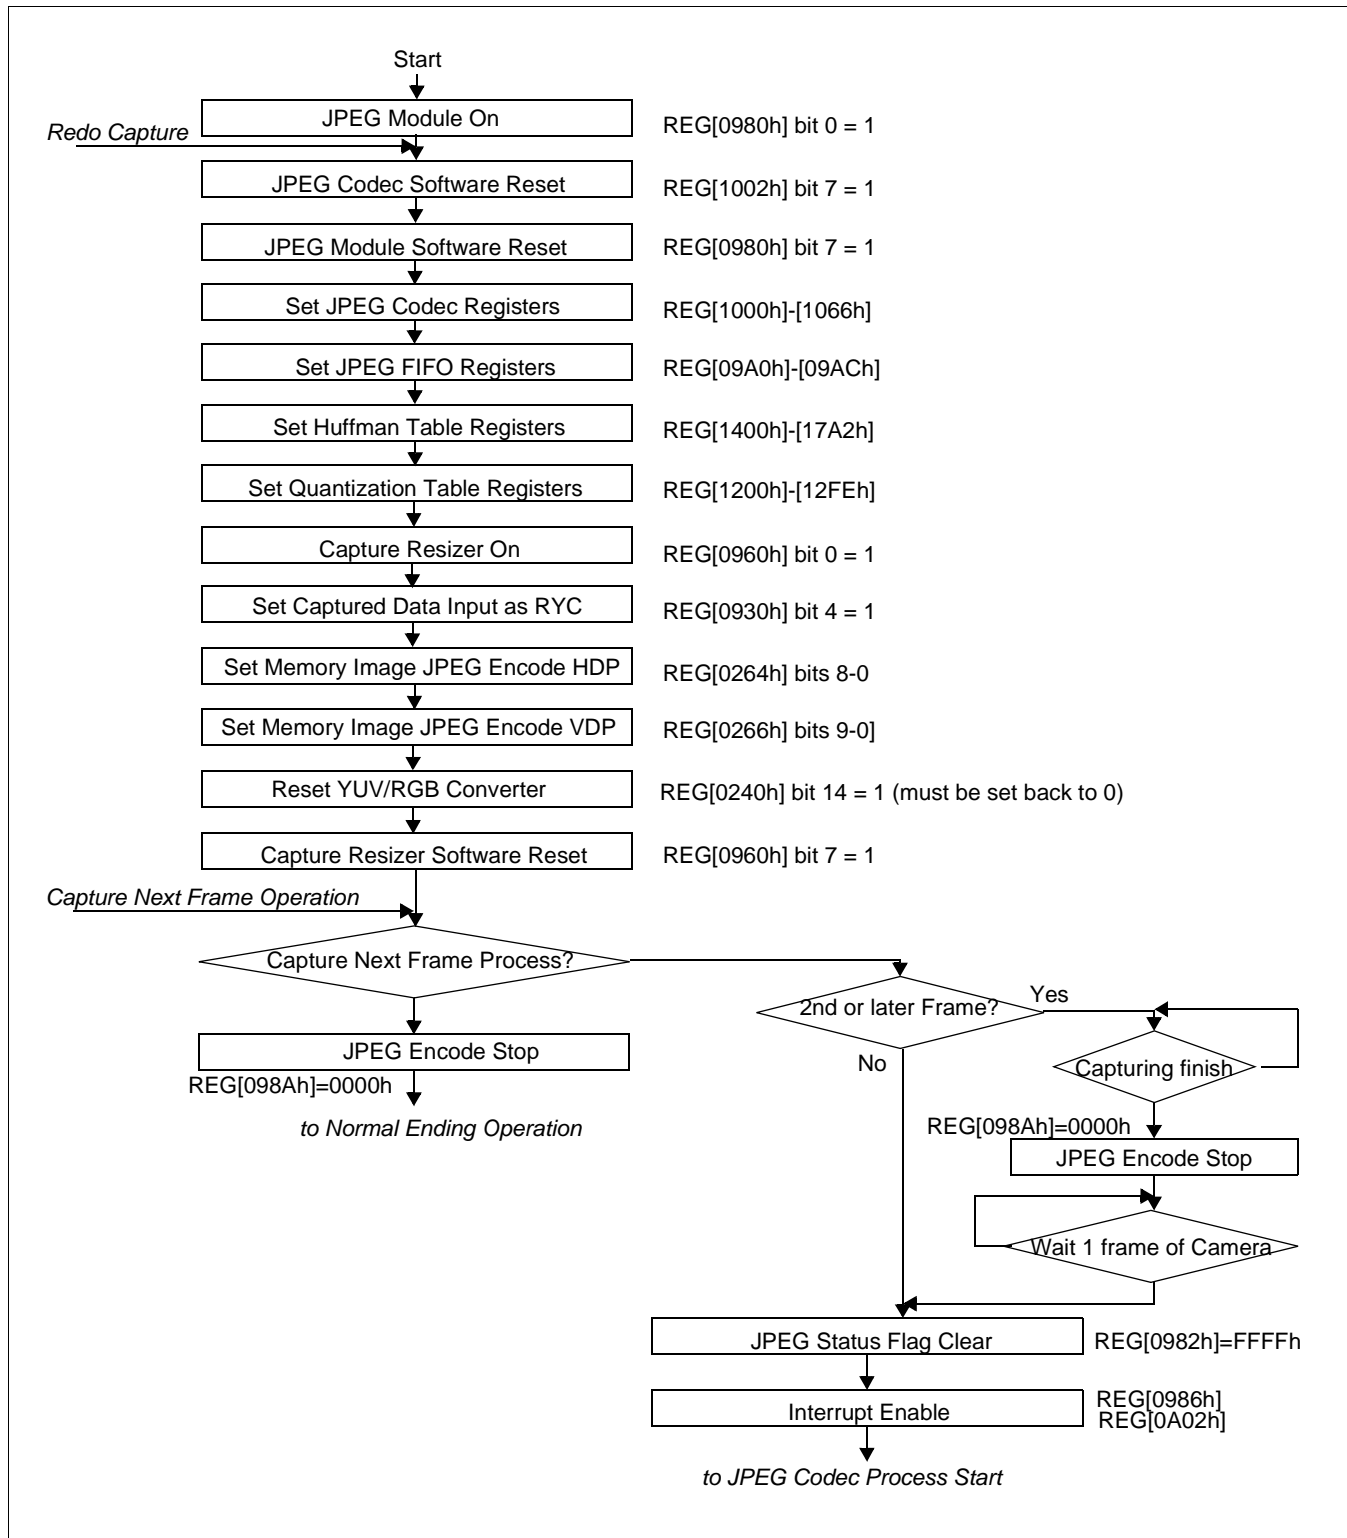 Start
JPEG Module On
REG[0980h] bit 0 = 1
Redo Capture
JPEG Codec Software Reset
REG[1002h] bit 7 = 1
JPEG Module Software Reset
REG[0980h] bit 7 = 1
Set JPEG Codec Registers
REG[1000h]-[1066h]
Set JPEG FIFO Registers
REG[09A0h]-[09ACh]
Set Huffman Table Registers
REG[1400h]-[17A2h]
Set Quantization Table Registers
REG[1200h]-[12FEh]
Capture Resizer On
REG[0960h] bit 0 = 1
Set Captured Data Input as RYC
REG[0930h] bit 4 = 1
Set Memory Image JPEG Encode HDP
REG[0264h] bits 8-0
Set Memory Image JPEG Encode VDP
REG[0266h] bits 9-0]
Reset YUV/RGB Converter
REG[0240h] bit 14 = 1 (must be set back to 0)
Capture Resizer Software Reset
REG[0960h] bit 7 = 1
Capture Next Frame Operation
Capture Next Frame Process?
2nd or later Frame?
Yes
No
Capturing finish
JPEG Encode Stop
REG[098Ah]=0000h
to Normal Ending Operation
REG[098Ah]=0000h
JPEG Encode Stop
Wait 1 frame of Camera
JPEG Status Flag Clear
REG[0982h]=FFFFh
Interrupt Enable
REG[0986h]
REG[0A02h]
to JPEG Codec Process Start